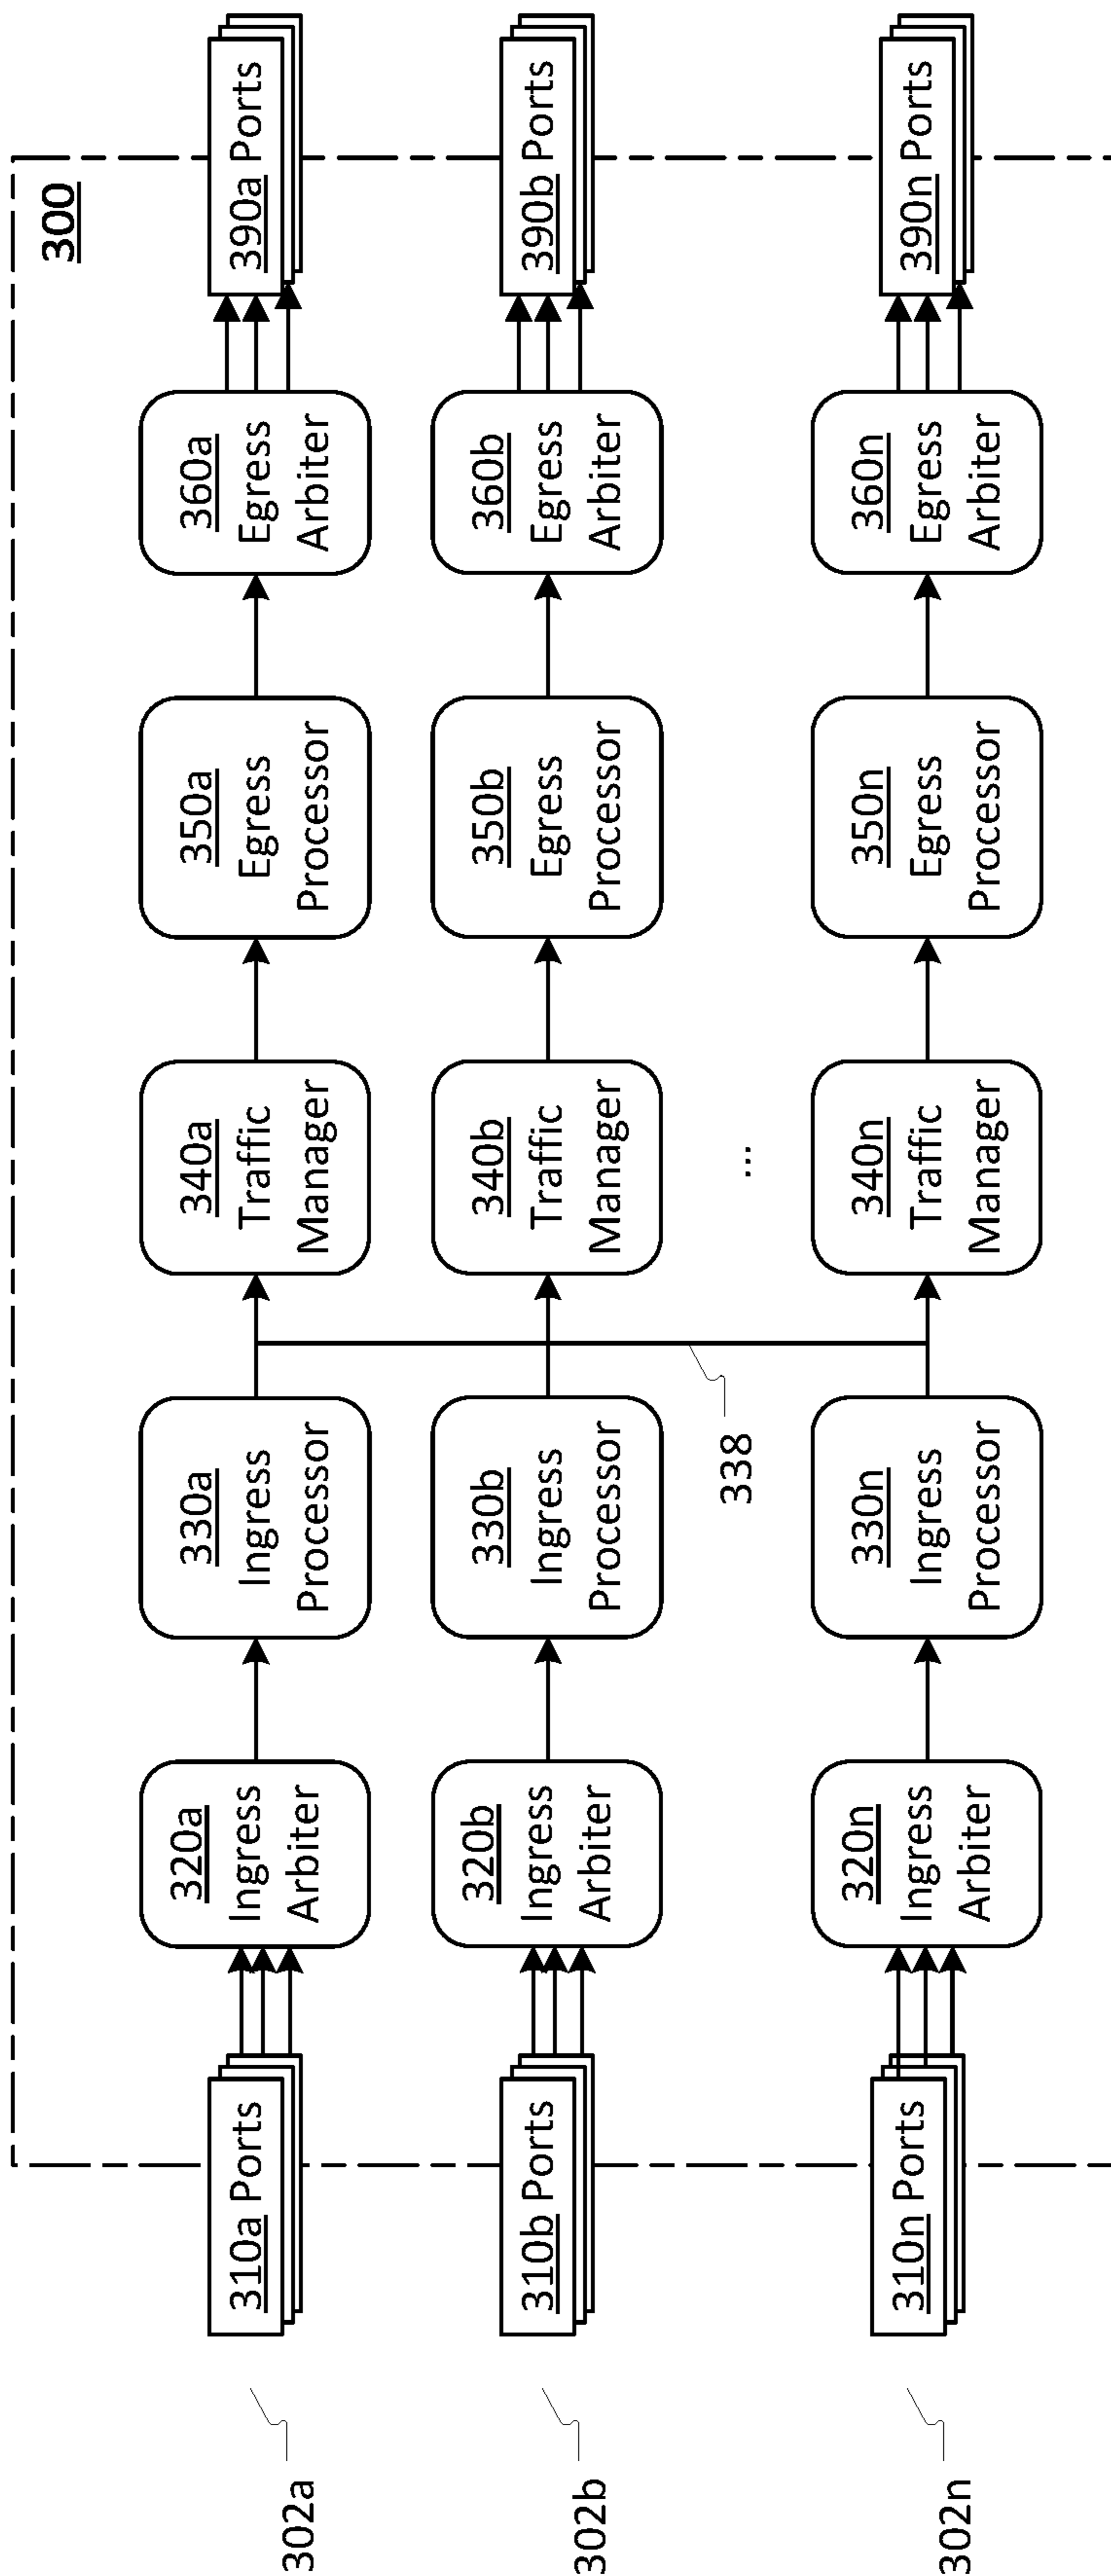 300
302a
310a Ports
320a
Ingress
Arbiter
330a
Ingress
Processor
340a
Traffic
Manager
350a
Egress
Processor
360a
Egress
Arbiter
390a Ports
302b
310b Ports
320b
Ingress
Arbiter
330b
Ingress
Processor
340b
Traffic
Manager
350b
Egress
Processor
360b
Egress
Arbiter
390b Ports
338
...
302n
310n Ports
320n
Ingress
Arbiter
330n
Ingress
Processor
340n
Traffic
Manager
350n
Egress
Processor
360n
Egress
Arbiter
390n Ports